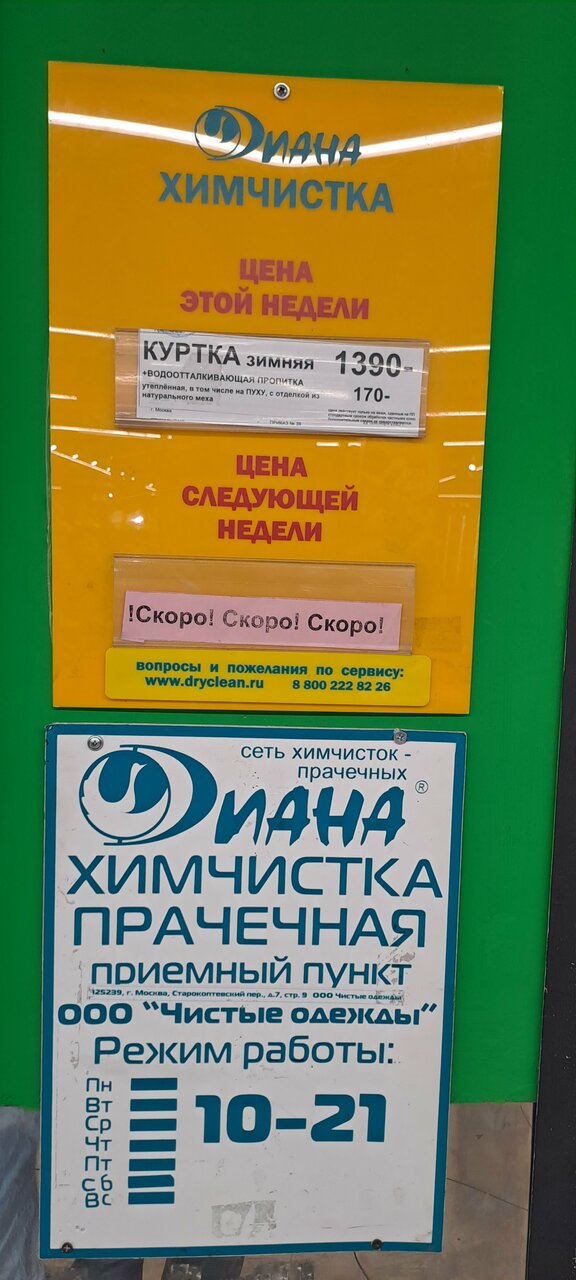 Диана
ХИМЧИСТКА
ЦЕНА
ЭТОЙ НЕДЕЛИ
КУРТКА зимняя 1390-
+ВОДООТТАЛКИВАЮЩАЯ ПРОПИТКА 170-
утеплённая, в том числе на ПУХУ, с отделкой из
натурального меха
г. Москва
ПРИКАЗ №
ЦЕНА
СЛЕДУЮЩЕЙ
НЕДЕЛИ
!Скоро! Скоро! Скоро!
вопросы и пожелания по сервису:
www.dryclean.ru 8 800 222 82 26
сеть химчисток -
прачечных
Диана ®
ХИМЧИСТКА
ПРАЧЕЧНАЯ
приемный пункт
125239, г. Москва, Старокоптевский пер., д.7, стр. 9 ООО Чистые одежды
ООО "Чистые одежды"
Режим работы:
Пн
Вт
Ср 10-21
Чт
Пт
Сб
Вс